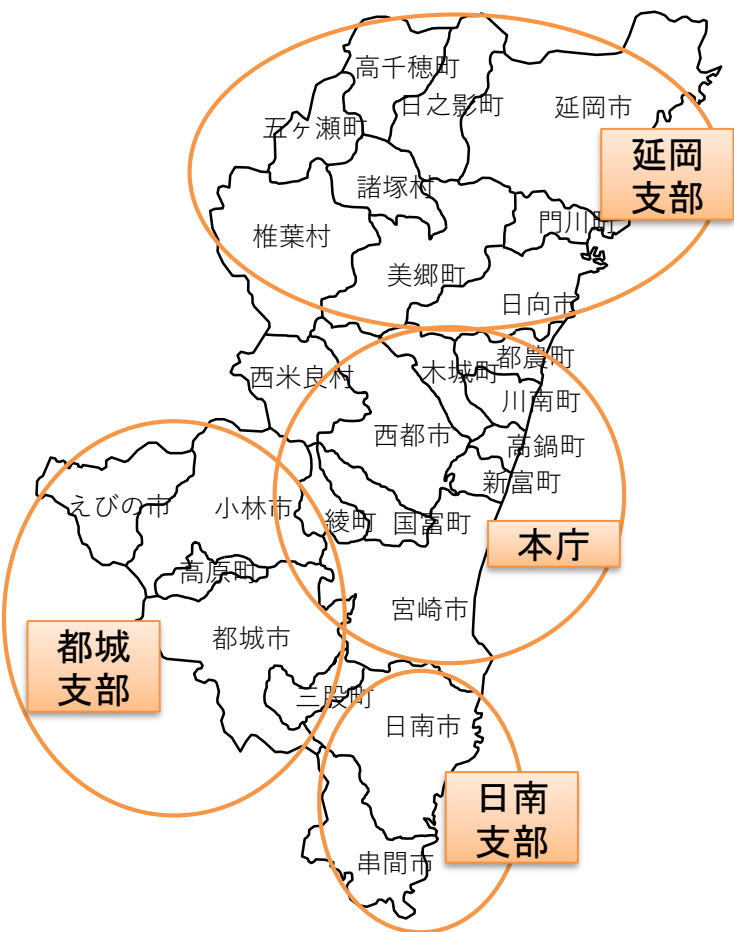 高千穂町
日之影町
延岡市
五ヶ瀬町
延岡
支部
諸塚村
門川町
椎葉村
美郷町
日向市
都農町
木城町
西米良村
川南町
西都市
高鍋町
新富町
えびの市
小林市
綾町
国富町
本庁
高原町
宮崎市
都城市
都城
支部
三股町
日南市
日南
支部
串間市